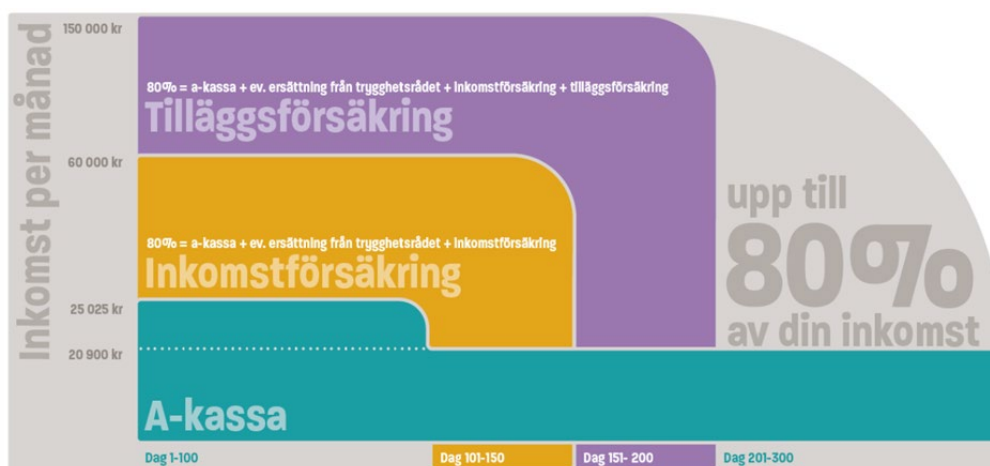 Inkomst per månad
150 000 kr
80% = a-kassa + ev. ersättning från trygghetsrådet + inkomstförsäkring + tilläggsförsäkring
Tilläggsförsäkring
60 000 kr
upp till
80%
av din inkomst
80% = a-kassa + ev. ersättning från trygghetsrådet + inkomstförsäkring
Inkomstförsäkring
25 025 kr
20 900 kr
A-kassa
Dag 1-100
Dag 101-150
Dag 151- 200
Dag 201-300